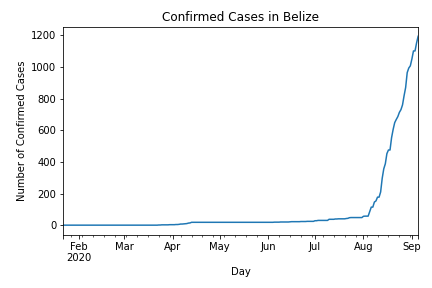 Confirmed Cases in Belize
Number of Confirmed Cases
1200
1000
800
600
400
200
0
Feb Mar Apr May Jun Jul Aug Sep
2020
Day